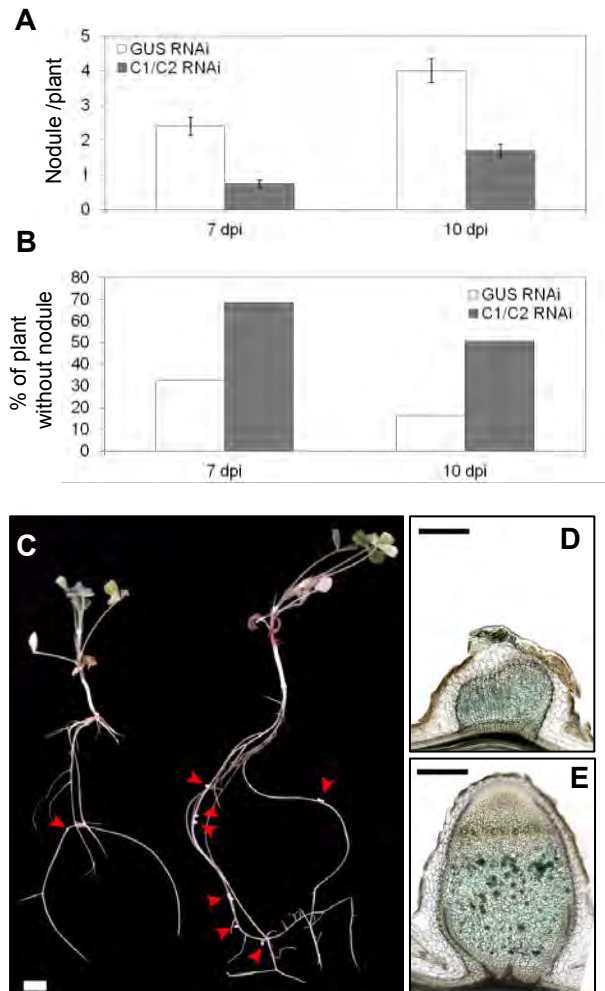 A
Nodule /plant
5
4
3
2
1
0
GUS RNAi
C1/C2 RNAi
7 dpi
10 dpi
B
% of plant
without nodule
80
70
60
50
40
30
20
10
0
GUS RNAi
C1/C2 RNAi
7 dpi
10 dpi
C
D
E